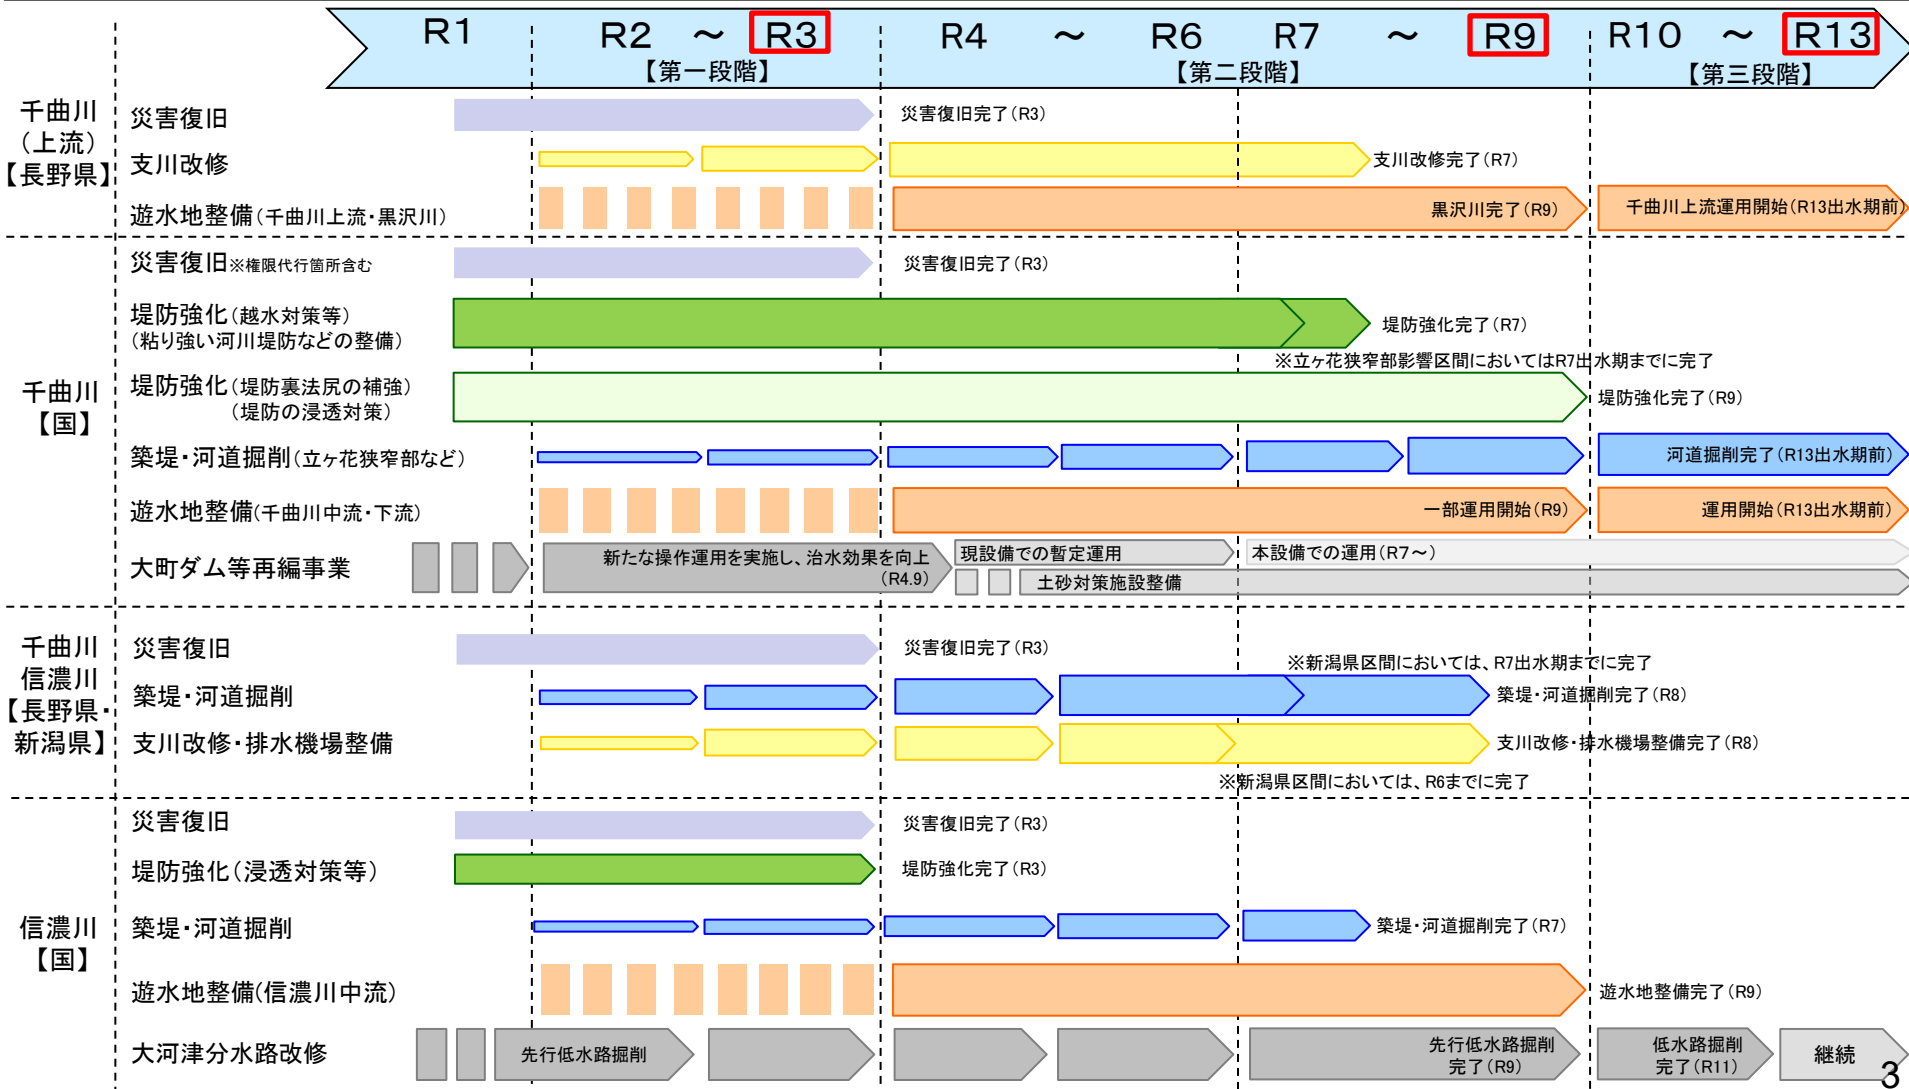 R1
R2 ～ R3
R4 ～ R6
R7 ～ R9
R10 ～ R13
【第一段階】
【第二段階】
【第三段階】
千曲川
（上流）
【長野県】
災害復旧
災害復旧完了（R3）
支川改修
支川改修完了（R7）
遊水地整備（千曲川上流・黒沢川）
黒沢川完了（R9）
千曲川上流運用開始（R13出水期前）
千曲川
【国】
災害復旧※権限代行箇所含む
災害復旧完了（R3）
堤防強化（越水対策等）
（粘り強い河川堤防などの整備）
堤防強化完了（R7）
※立ヶ花狭窄部影響区間においてはR7出水期までに完了
堤防強化（堤防裏法尻の補強）
（堤防の浸透対策）
堤防強化完了（R9）
築堤・河道掘削（立ヶ花狭窄部など）
河道掘削完了（R13出水期前）
遊水地整備（千曲川中流・下流）
一部運用開始（R9）
運用開始（R13出水期前）
大町ダム等再編事業
新たな操作運用を実施し、治水効果を向上
（R4.9）
現設備での暫定運用
本設備での運用（R7～）
土砂対策施設整備
千曲川
信濃川
【長野県・
新潟県】
災害復旧
災害復旧完了（R3）
※新潟県区間においては、R7出水期までに完了
築堤・河道掘削
築堤・河道掘削完了（R8）
支川改修・排水機場整備
支川改修・排水機場整備完了（R8）
※新潟県区間においては、R6までに完了
信濃川
【国】
災害復旧
災害復旧完了（R3）
堤防強化（浸透対策等）
堤防強化完了（R3）
築堤・河道掘削
築堤・河道掘削完了（R7）
遊水地整備（信濃川中流）
遊水地整備完了（R9）
大河津分水路改修
先行低水路掘削
先行低水路掘削
完了（R9）
低水路掘削
完了（R11）
継続
3